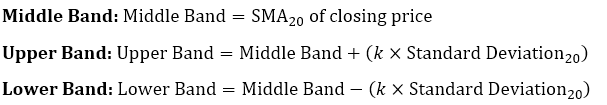 Middle Band: Middle Band = SMA₂₀ of closing price
Upper Band: Upper Band = Middle Band + (k × Standard Deviation₂₀)
Lower Band: Lower Band = Middle Band − (k × Standard Deviation₂₀)